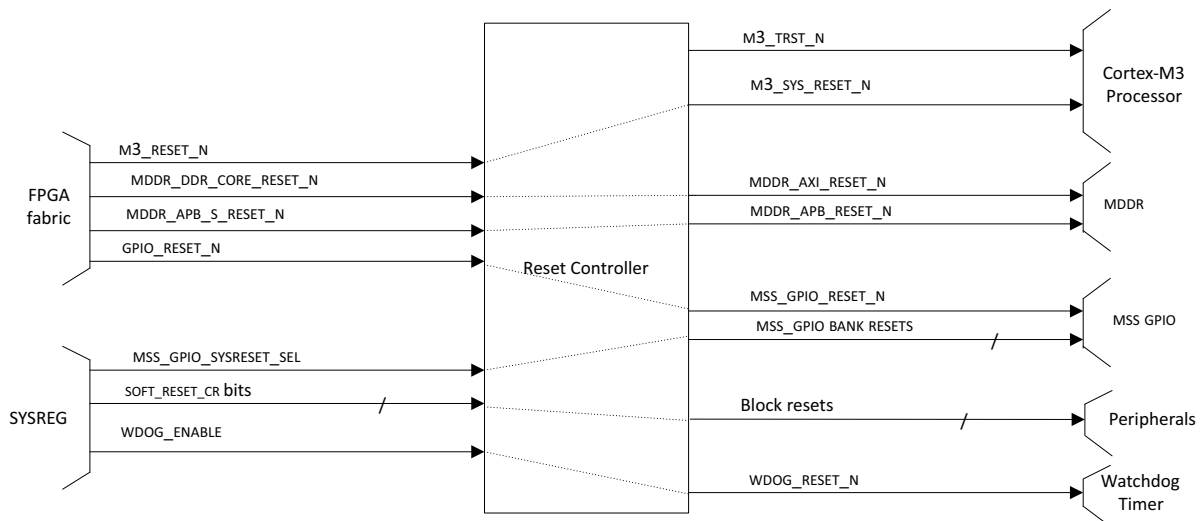 M3_TRST_N
M3_SYS_RESET_N
Cortex-M3
Processor
FPGA
fabric
M3_RESET_N
MDDR_DDR_CORE_RESET_N
MDDR_APB_S_RESET_N
GPIO_RESET_N
Reset Controller
MDDR_AXI_RESET_N
MDDR_APB_RESET_N
MDDR
MSS_GPIO_RESET_N
MSS_GPIO BANK RESETS
MSS GPIO
SYSREG
MSS_GPIO_SYSRESET_SEL
SOFT_RESET_CR bits
WDOG_ENABLE
Block resets
Peripherals
WDOG_RESET_N
Watchdog
Timer